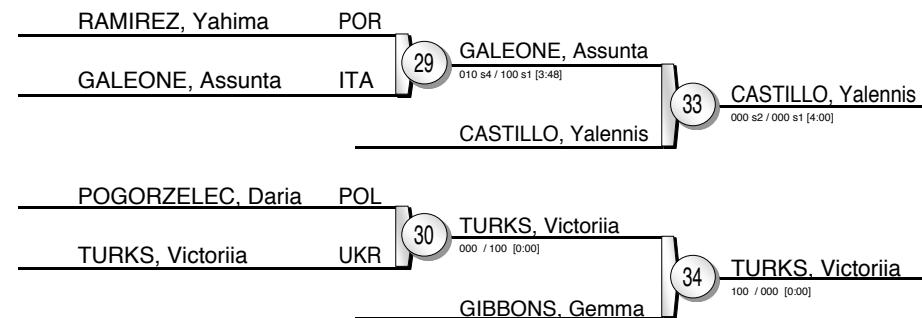 RAMIREZ, Yahima POR
29
GALEONE, Assunta
010 s4 / 100 s1 [3:48]
GALEONE, Assunta ITA
33
CASTILLO, Yalennis
000 s2 / 000 s1 [4:00]
CASTILLO, Yalennis
POGORZELEC, Daria POL
30
TURKS, Victoriia
000 / 100 [0:00]
TURKS, Victoriia UKR
34
TURKS, Victoriia
100 / 000 [0:00]
GIBBONS, Gemma